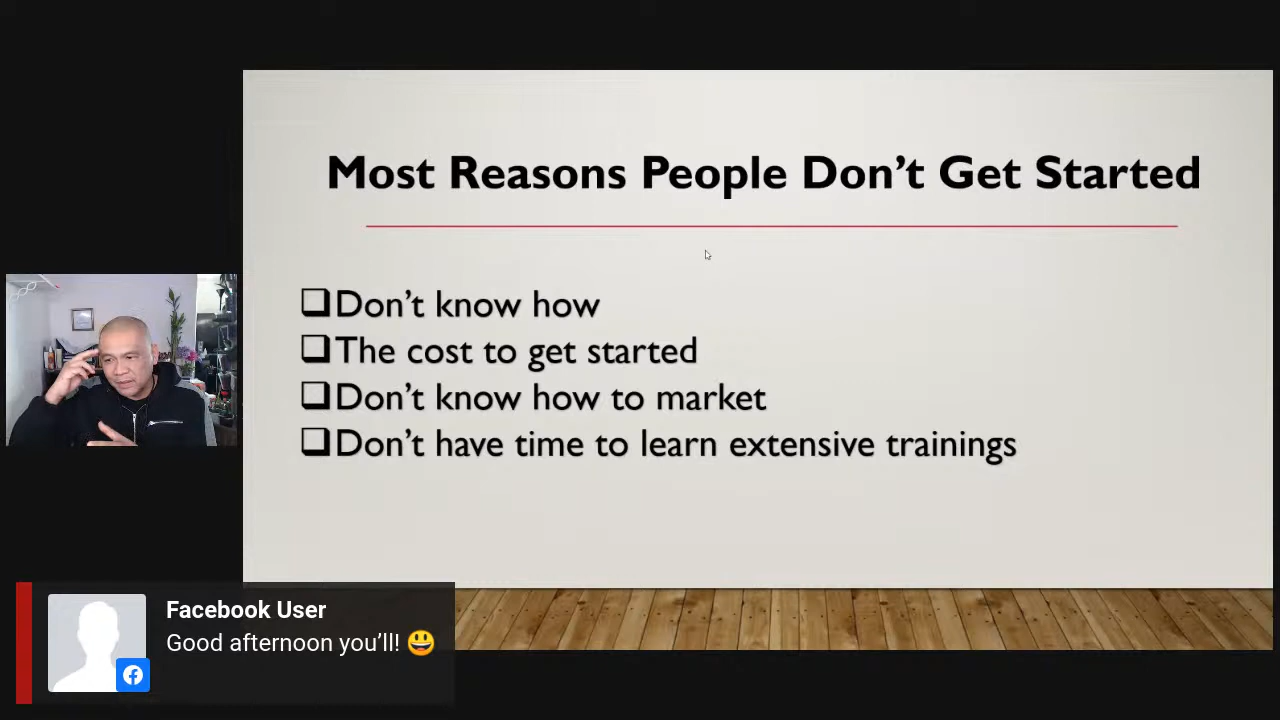 Most Reasons People Don’t Get Started
❑Don’t know how
❑The cost to get started
❑Don’t know how to market
❑Don’t have time to learn extensive trainings
Facebook User
Good afternoon you’ll! 😃